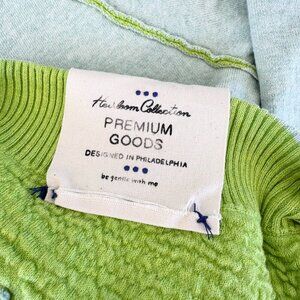 Heirloom Collection
PREMIUM
GOODS
DESIGNED IN PHILADELPHIA
be gentle with me